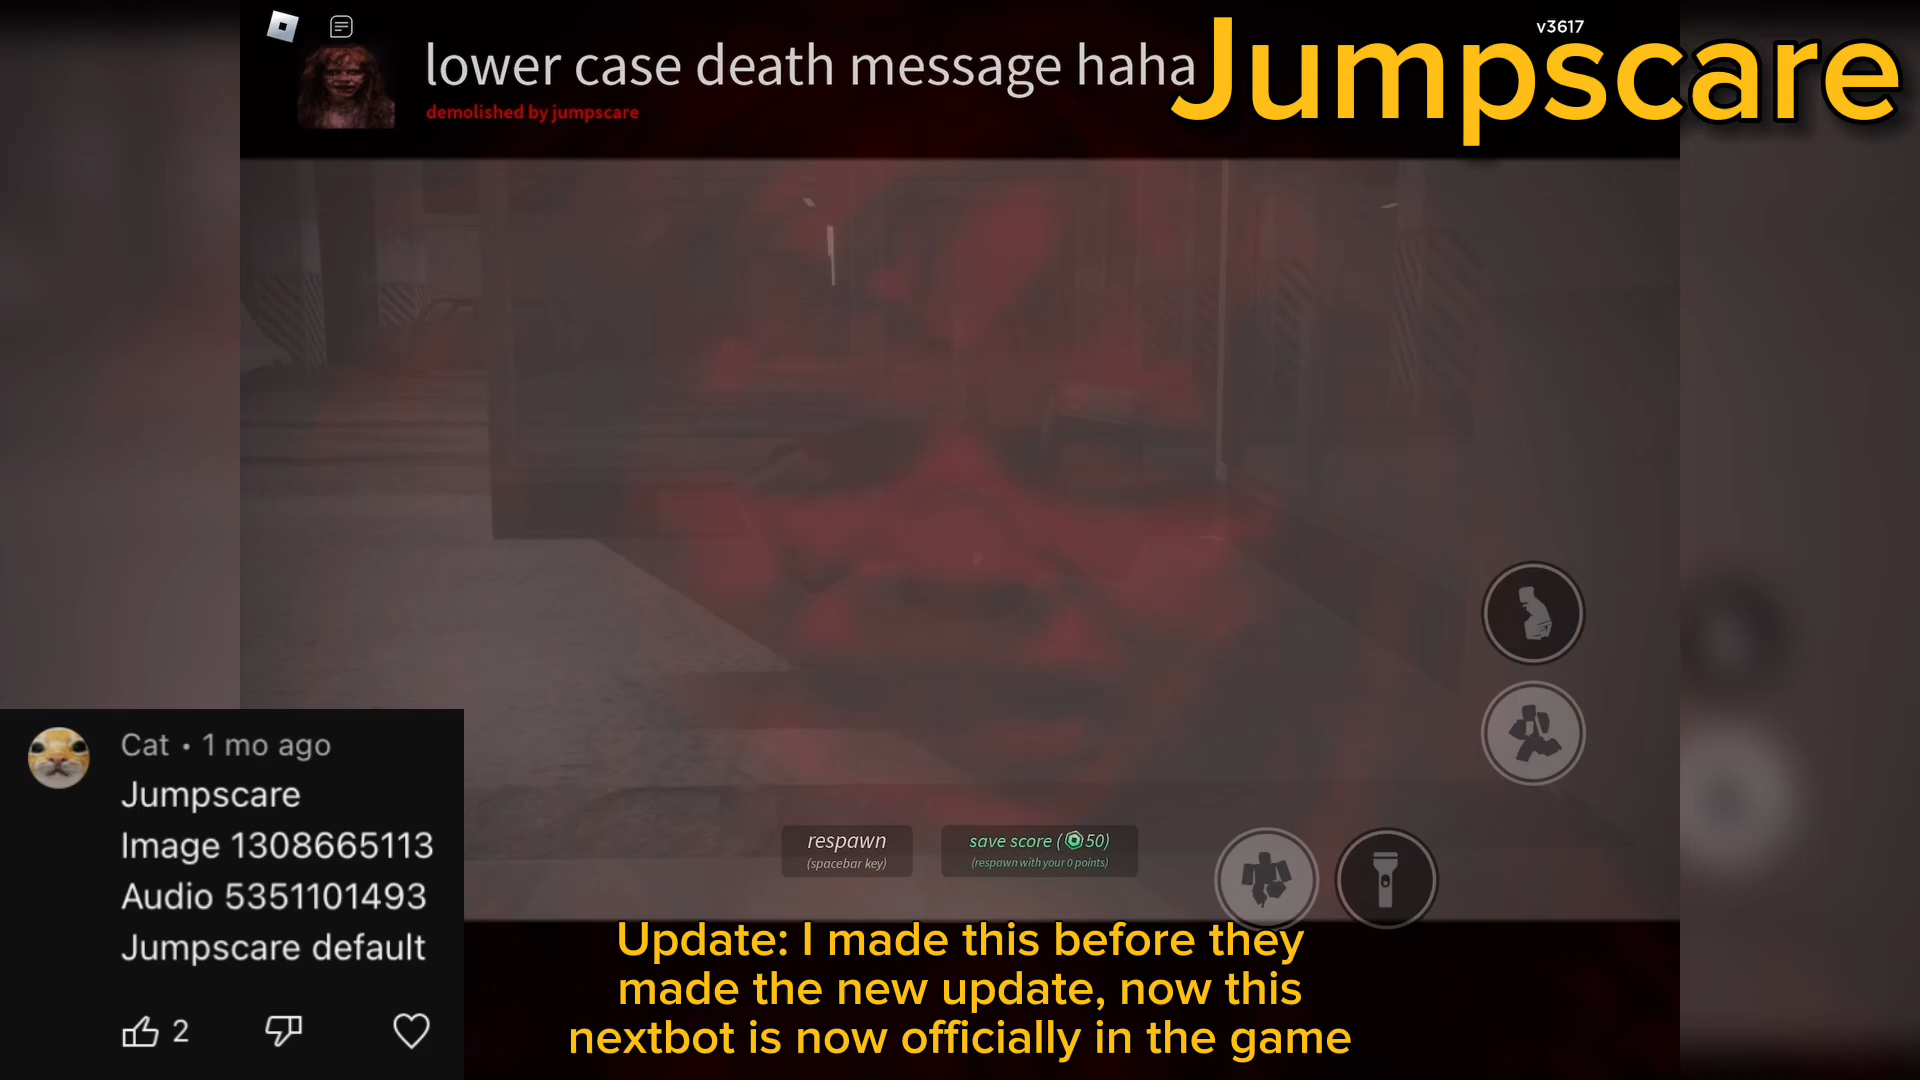 v3617
lower case death message haha
demolished by jumpscare
Jumpscare
respawn
(spacebar key)
save score (50)
(respawn with your 0 points)
Cat • 1 mo ago
Jumpscare
Image 1308665113
Audio 5351101493
Jumpscare default
2
Update: I made this before they
made the new update, now this
nextbot is now officially in the game